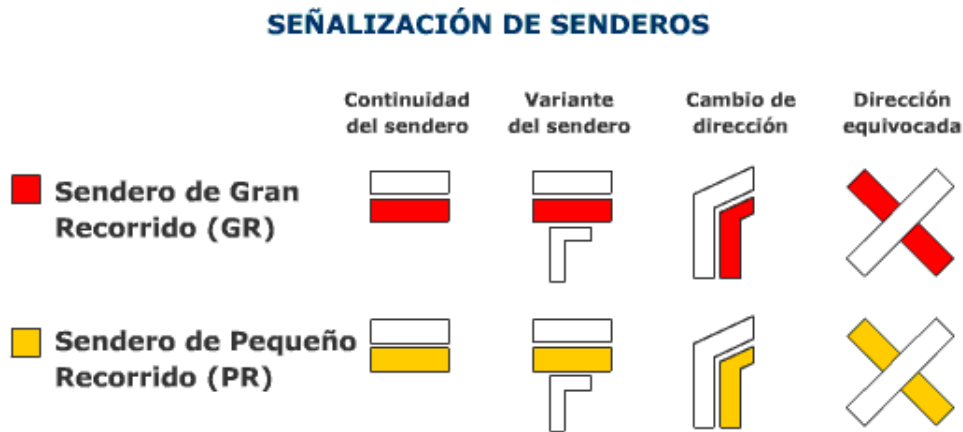 SEÑALIZACIÓN DE SENDEROS
Continuidad
del sendero
Variante
del sendero
Cambio de
dirección
Dirección
equivocada
Sendero de Gran
Recorrido (GR)
Sendero de Pequeño
Recorrido (PR)